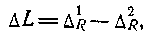 ΔL = Δ_R^1 − Δ_R^2,